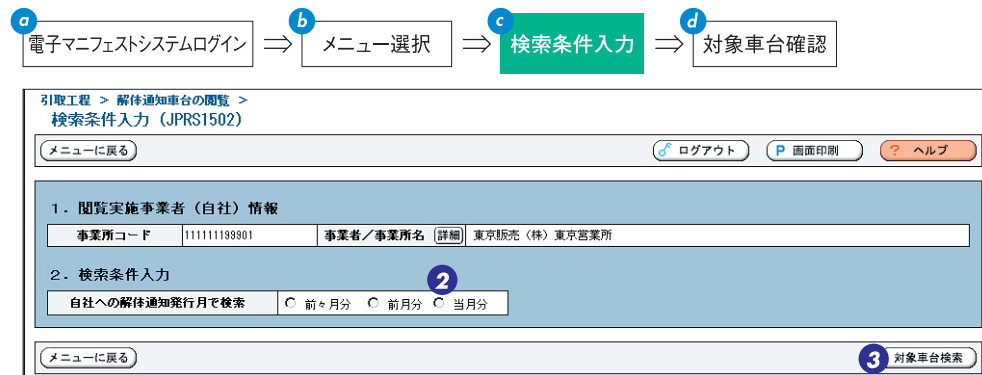 a b c d
電子マニフェストシステムログイン ⇒ メニュー選択 ⇒ 検索条件入力 ⇒ 対象車台確認
引取工程 > 解体通知車台の閲覧 >
検索条件入力（JPRS1502）
メニューに戻る ログアウト P 画面印刷 ? ヘルプ
１．閲覧実施事業者（自社）情報
事業所コード 111111199901 事業者／事業所名 詳細 東京販売（株）東京営業所
２．検索条件入力
2
自社への解体通知発行月で検索 前々月分 前月分 当月分
メニューに戻る 3 対象車台検索